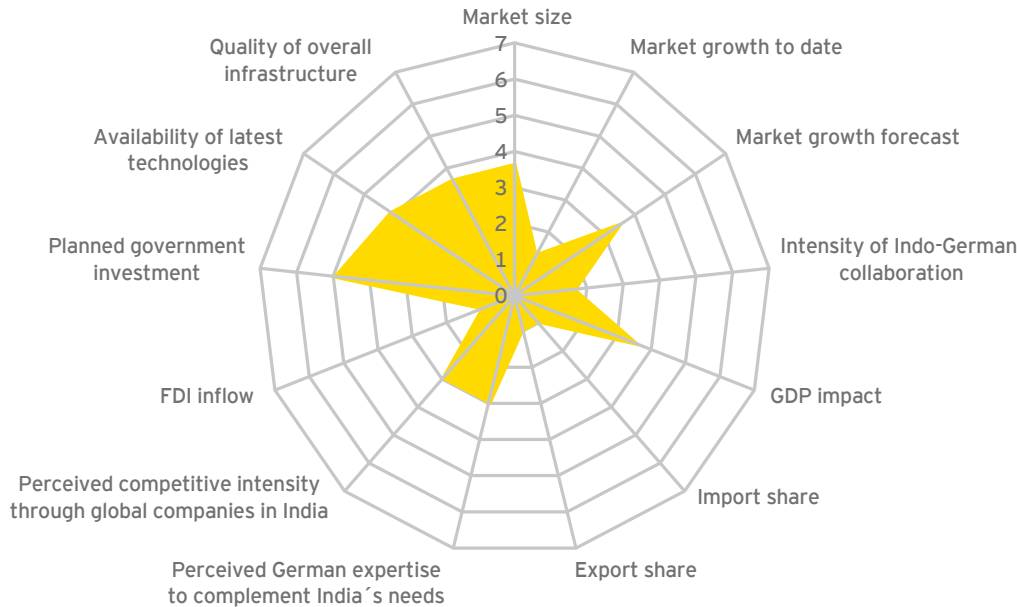 Market size
Quality of overall
infrastructure
Market growth to date
Availability of latest
technologies
Market growth forecast
Planned government
investment
Intensity of Indo-German
collaboration
FDI inflow
GDP impact
Perceived competitive intensity
through global companies in India
Import share
Perceived German expertise
to complement India´s needs
Export share
7
6
5
4
3
2
1
0